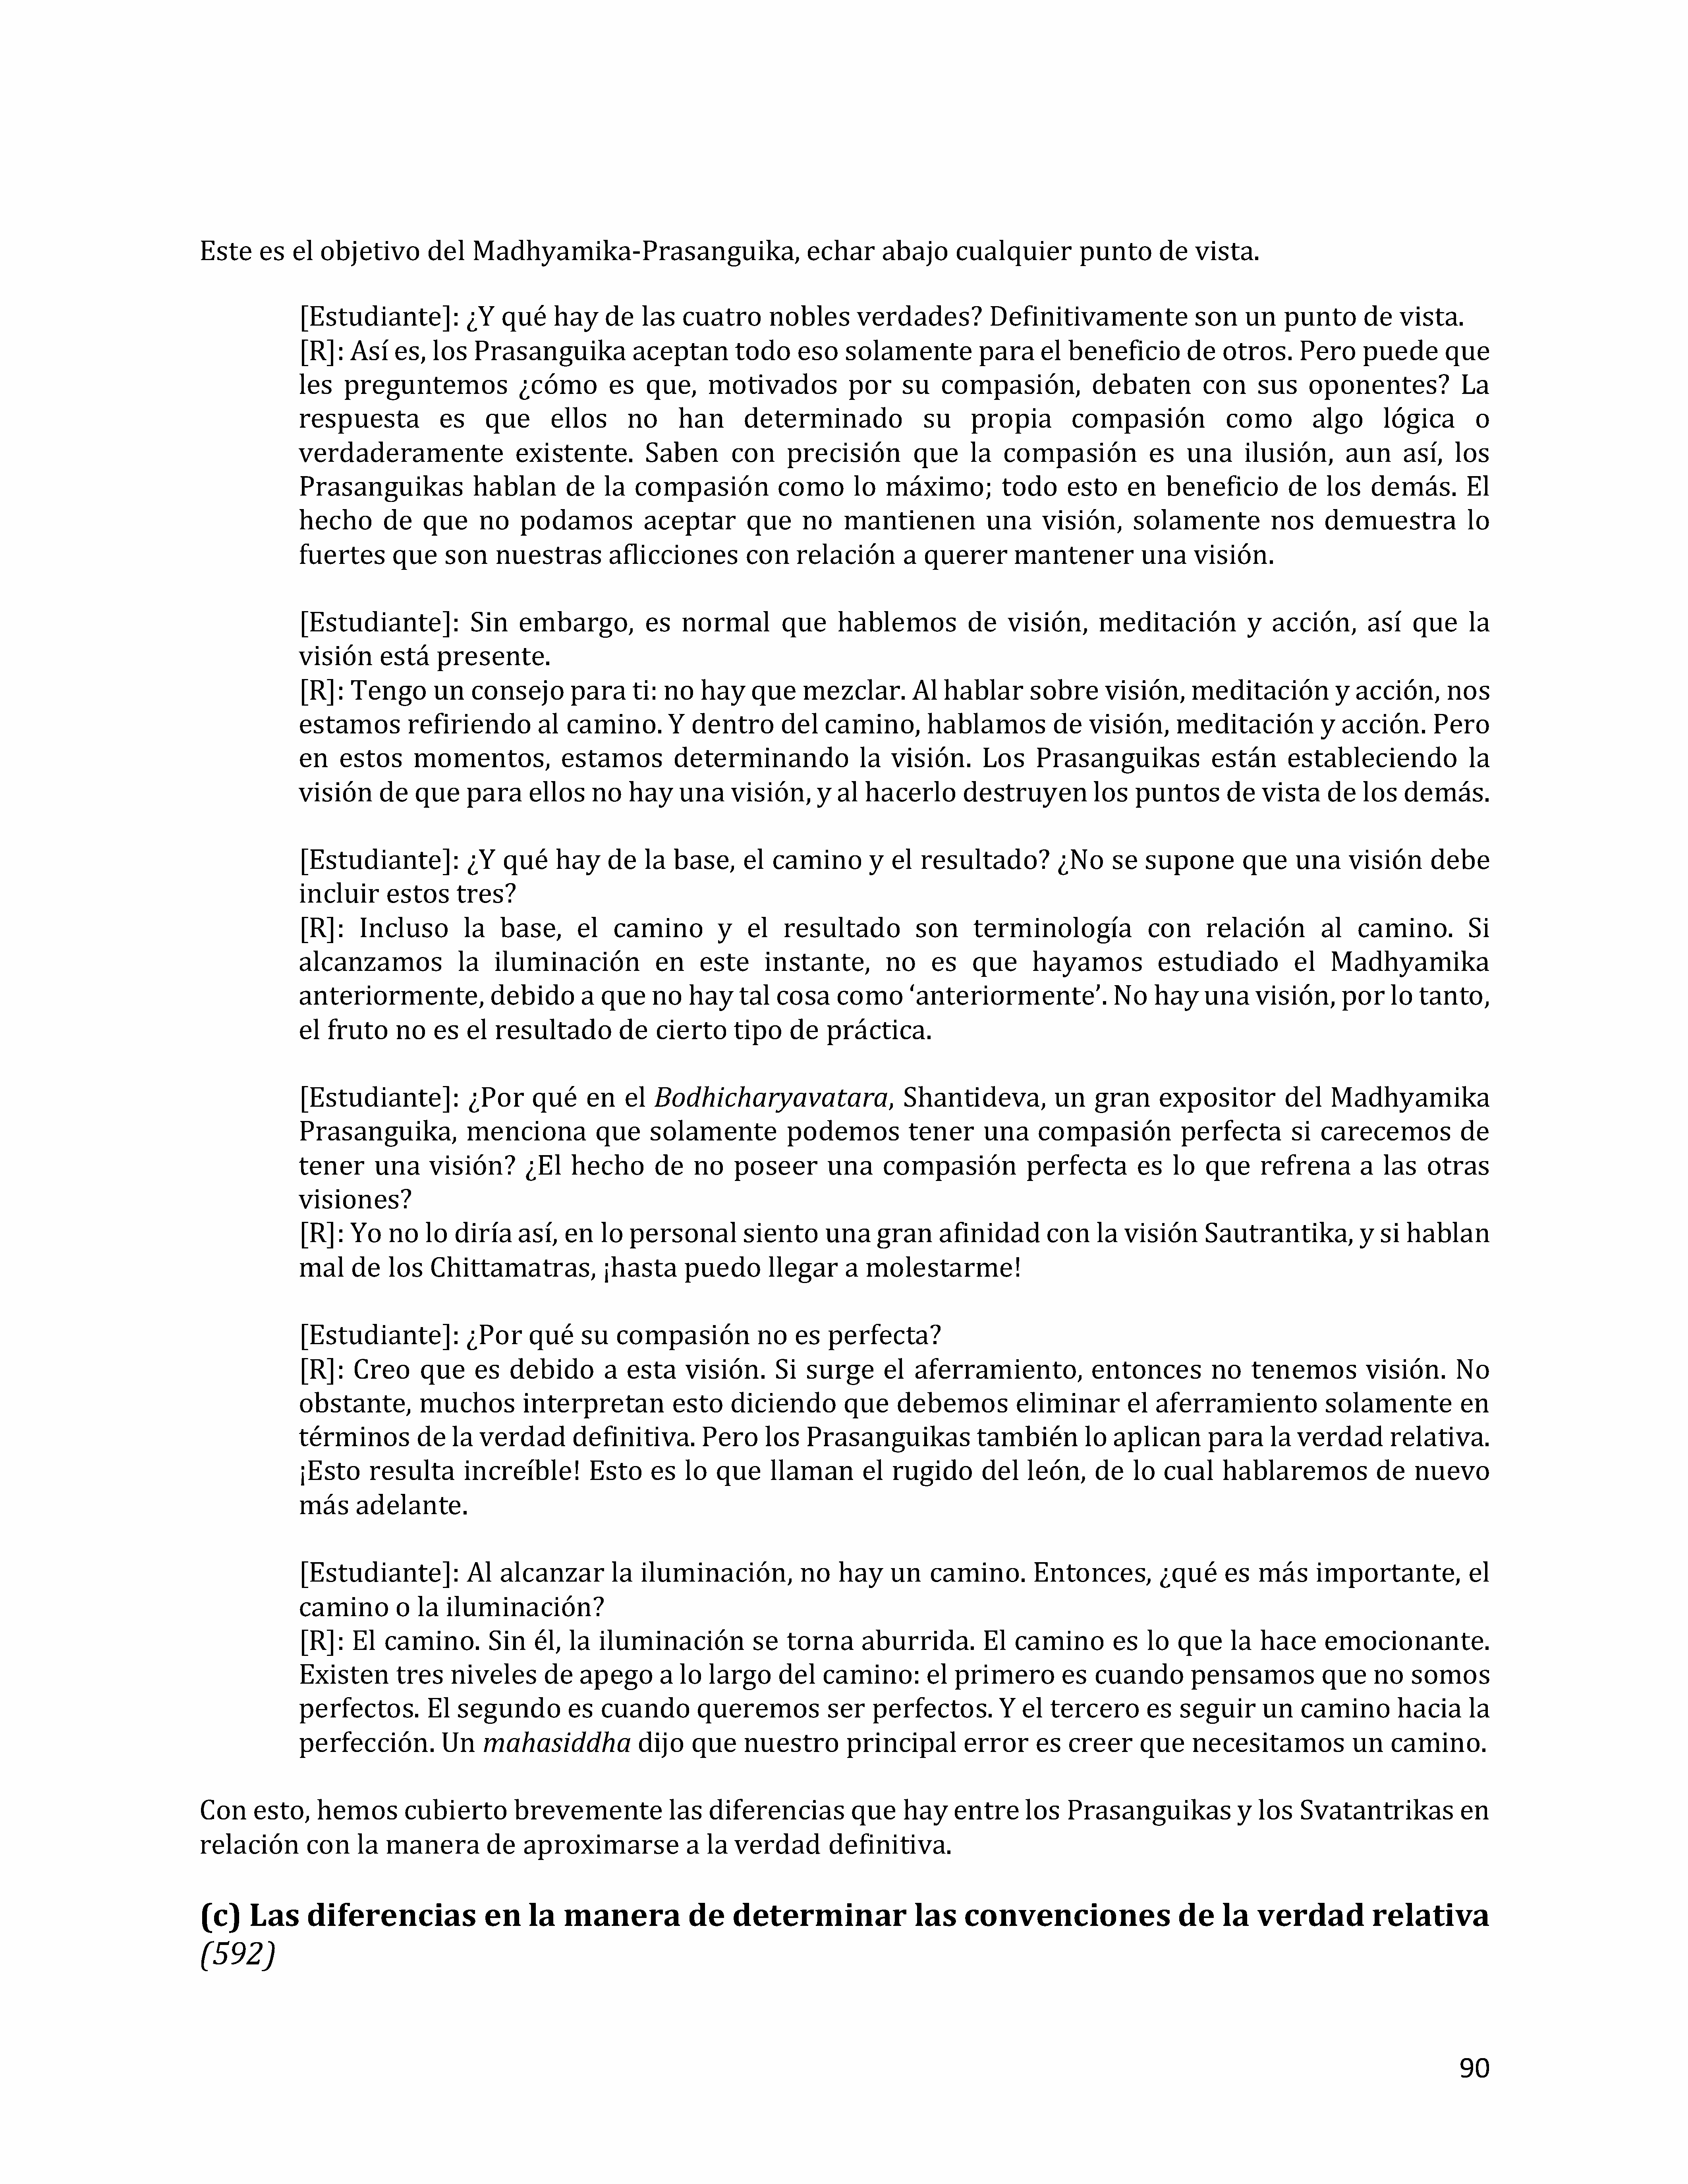 Este es el objetivo del Madhyamika-Prasanguika, echar abajo cualquier punto de vista.
[Estudiante]: ¿Y qué hay de las cuatro nobles verdades? Definitivamente son un punto de vista.
[R]: Así es, los Prasanguika aceptan todo eso solamente para el beneficio de otros. Pero puede que
les preguntemos ¿cómo es que, motivados por su compasión, debaten con sus oponentes? La
respuesta es que ellos no han determinado su propia compasión como algo lógica o
verdaderamente existente. Saben con precisión que la compasión es una ilusión, aun así, los
Prasanguikas hablan de la compasión como lo máximo; todo esto en beneficio de los demás. El
hecho de que no podamos aceptar que no mantienen una visión, solamente nos demuestra lo
fuertes que son nuestras aflicciones con relación a querer mantener una visión.
[Estudiante]: Sin embargo, es normal que hablemos de visión, meditación y acción, así que la
visión está presente.
[R]: Tengo un consejo para ti: no hay que mezclar. Al hablar sobre visión, meditación y acción, nos
estamos refiriendo al camino. Y dentro del camino, hablamos de visión, meditación y acción. Pero
en estos momentos, estamos determinando la visión. Los Prasanguikas están estableciendo la
visión de que para ellos no hay una visión, y al hacerlo destruyen los puntos de vista de los demás.
[Estudiante]: ¿Y qué hay de la base, el camino y el resultado? ¿No se supone que una visión debe
incluir estos tres?
[R]: Incluso la base, el camino y el resultado son terminología con relación al camino. Si
alcanzamos la iluminación en este instante, no es que hayamos estudiado el Madhyamika
anteriormente, debido a que no hay tal cosa como ‘anteriormente’. No hay una visión, por lo tanto,
el fruto no es el resultado de cierto tipo de práctica.
[Estudiante]: ¿Por qué en el Bodhicharyavatara, Shantideva, un gran expositor del Madhyamika
Prasanguika, menciona que solamente podemos tener una compasión perfecta si carecemos de
tener una visión? ¿El hecho de no poseer una compasión perfecta es lo que refrena a las otras
visiones?
[R]: Yo no lo diría así, en lo personal siento una gran afinidad con la visión Sautrantika, y si hablan
mal de los Chittamatras, ¡hasta puedo llegar a molestarme!
[Estudiante]: ¿Por qué su compasión no es perfecta?
[R]: Creo que es debido a esta visión. Si surge el aferramiento, entonces no tenemos visión. No
obstante, muchos interpretan esto diciendo que debemos eliminar el aferramiento solamente en
términos de la verdad definitiva. Pero los Prasanguikas también lo aplican para la verdad relativa.
¡Esto resulta increíble! Esto es lo que llaman el rugido del león, de lo cual hablaremos de nuevo
más adelante.
[Estudiante]: Al alcanzar la iluminación, no hay un camino. Entonces, ¿qué es más importante, el
camino o la iluminación?
[R]: El camino. Sin él, la iluminación se torna aburrida. El camino es lo que la hace emocionante.
Existen tres niveles de apego a lo largo del camino: el primero es cuando pensamos que no somos
perfectos. El segundo es cuando queremos ser perfectos. Y el tercero es seguir un camino hacia la
perfección. Un mahasiddha dijo que nuestro principal error es creer que necesitamos un camino.
Con esto, hemos cubierto brevemente las diferencias que hay entre los Prasanguikas y los Svatantrikas en
relación con la manera de aproximarse a la verdad definitiva.
(c) Las diferencias en la manera de determinar las convenciones de la verdad relativa
(592)
90